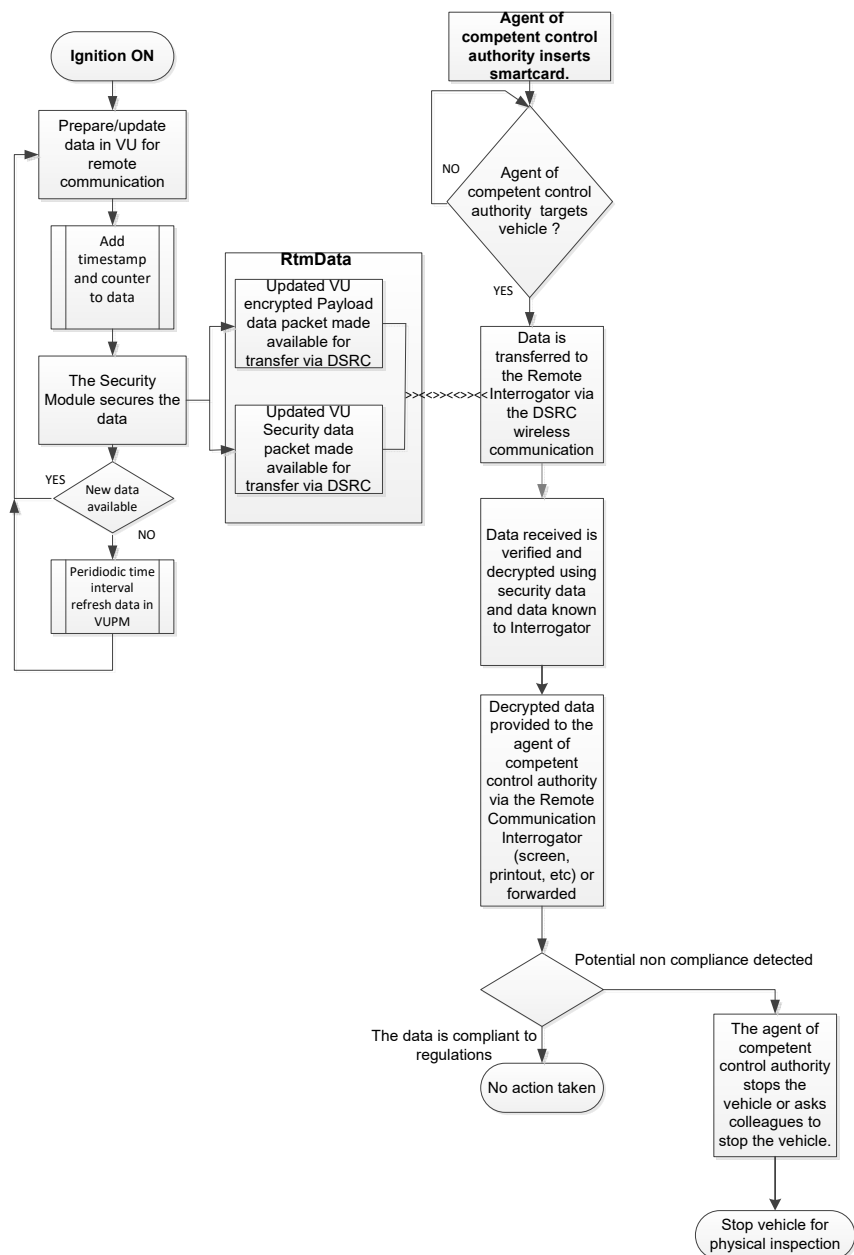 Ignition ON
Prepare/update
data in VU for
remote
communication
Add
timestamp
and counter
to data
The Security
Module secures the
data
YES
New data
available
NO
Peridiodic time
interval
refresh data in
VUPM
RtmData
Updated VU
encrypted Payload
data packet made
available for
transfer via DSRC
Updated VU
Security data
packet made
available for
transfer via DSRC
>><<>><<>><<
Agent of
competent control
authority inserts
smartcard.
NO
Agent of
competent control
authority targets
vehicle ?
YES
Data is
transferred to
the Remote
Interrogator via
the DSRC
wireless
communication
Data received is
verified and
decrypted using
security data
and data known
to Interrogator
Decrypted data
provided to the
agent of
competent
control authority
via the Remote
Communication
Interrogator
(screen,
printout, etc) or
forwarded
Potential non compliance detected
The data is compliant to
regulations
No action taken
The agent of
competent
control authority
stops the
vehicle or asks
colleagues to
stop the vehicle.
Stop vehicle for
physical inspection